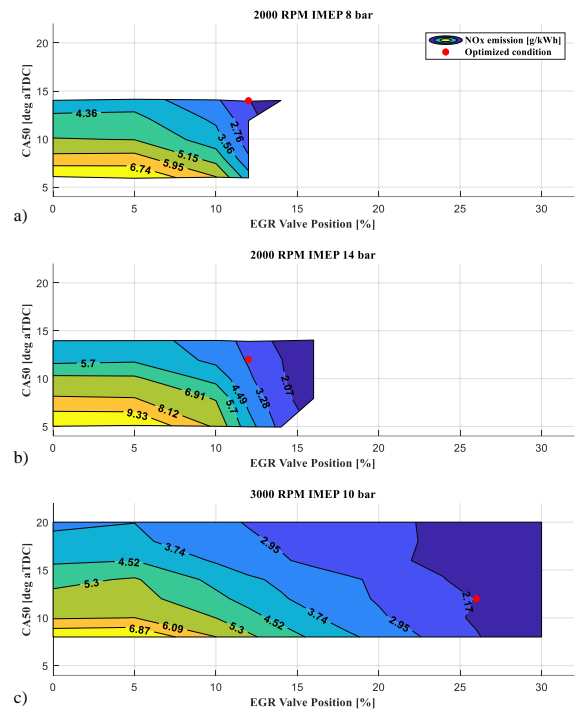 2000 RPM IMEP 8 bar
NOx emission [g/kWh]
Optimized condition
CA50 [deg aTDC]
20
15
10
5
4.36
2.76
3.56
5.15
5.95
6.74
0 5 10 15 20 25 30
a)
EGR Valve Position [%]
2000 RPM IMEP 14 bar
CA50 [deg aTDC]
20
15
10
5
5.7
6.91
4.49
3.28
2.07
5.7
8.12
9.33
0 5 10 15 20 25 30
b)
EGR Valve Position [%]
3000 RPM IMEP 10 bar
CA50 [deg aTDC]
20
15
10
5
3.74
2.95
4.52
5.3
2.17
3.74
2.95
4.52
5.3
6.09
6.87
0 5 10 15 20 25 30
c)
EGR Valve Position [%]